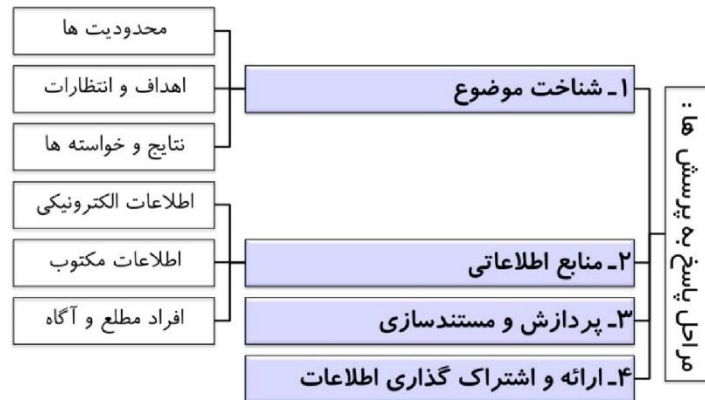 مراحل پاسخ به پرسش ها :
۱ـ شناخت موضوع
محدودیت ها
اهداف و انتظارات
نتایج و خواسته ها
۲ـ منابع اطلاعاتی
اطلاعات الکترونیکی
اطلاعات مکتوب
افراد مطلع و آگاه
۳ـ پردازش و مستندسازی
۴ـ ارائه و اشتراک گذاری اطلاعات